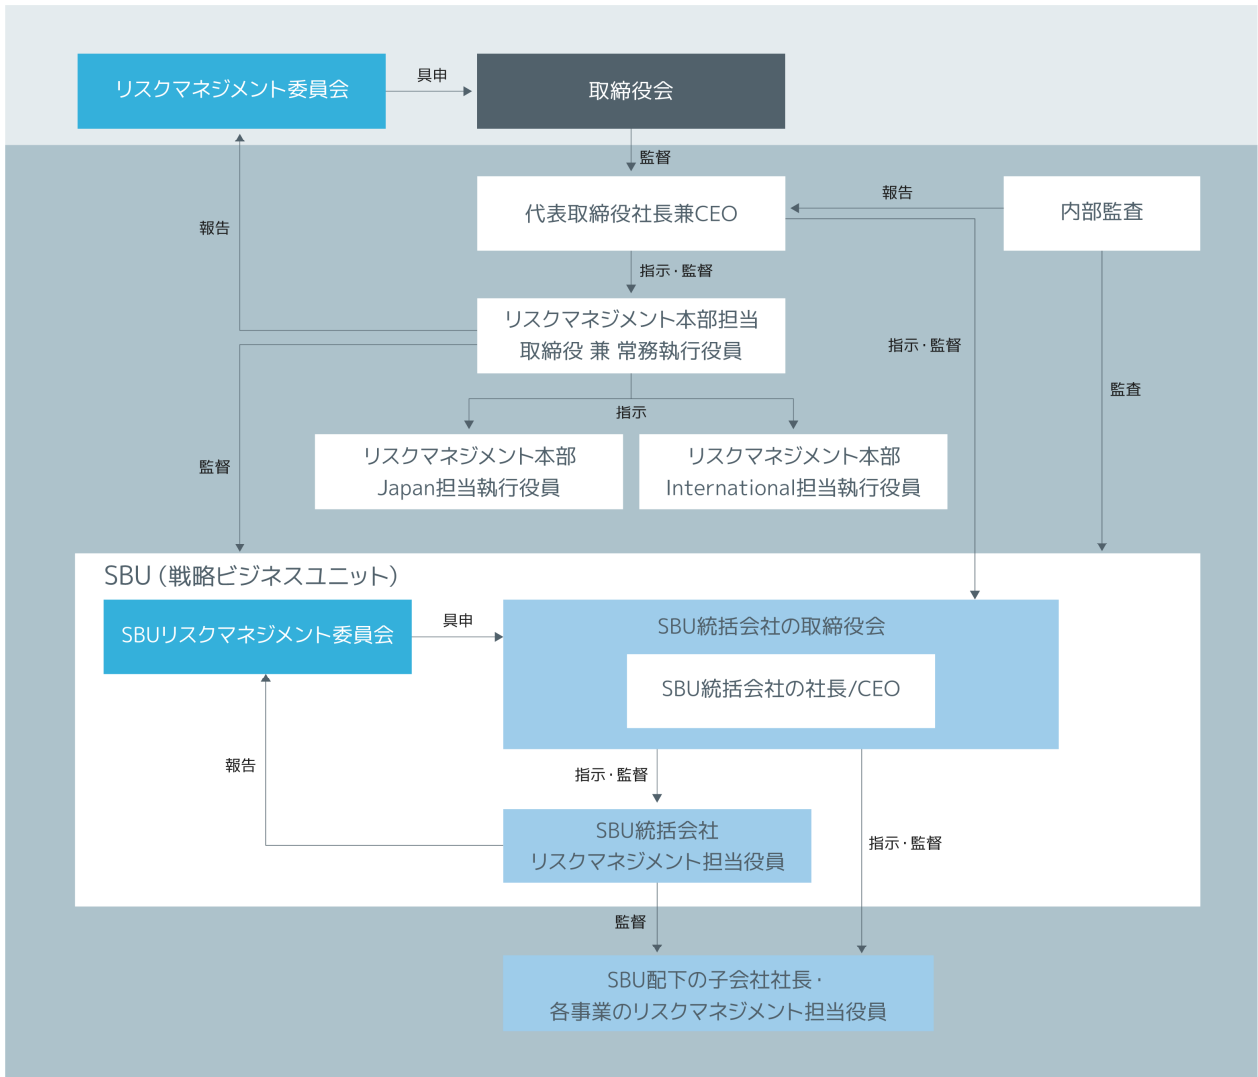 リスクマネジメント委員会
具申
取締役会
監督
代表取締役社長兼CEO
報告
内部監査
報告
指示・監督
リスクマネジメント本部担当
取締役 兼 常務執行役員
指示・監督
監査
指示
監督
リスクマネジメント本部
Japan担当執行役員
リスクマネジメント本部
International担当執行役員
SBU（戦略ビジネスユニット）
SBUリスクマネジメント委員会
具申
SBU統括会社の取締役会
SBU統括会社の社長/CEO
報告
指示・監督
SBU統括会社
リスクマネジメント担当役員
指示・監督
監督
SBU配下の子会社社長・
各事業のリスクマネジメント担当役員